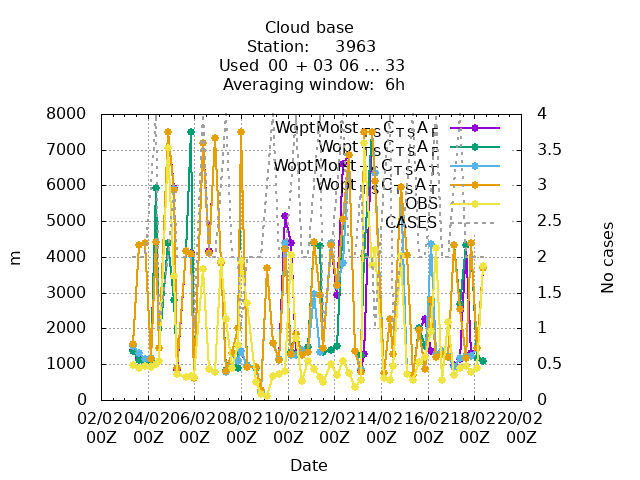 Cloud base
Station: 3963
Used 00 + 03 06 ... 33
Averaging window: 6h
8000
7000
6000
5000
4000
3000
2000
1000
0
m
4
3.5
3
2.5
2
1.5
1
0.5
0
No cases
OBS
CASES
02/02 04/02 06/02 08/02 10/02 12/02 14/02 16/02 18/02 20/02
00Z 00Z 00Z 00Z 00Z 00Z 00Z 00Z 00Z 00Z
Date